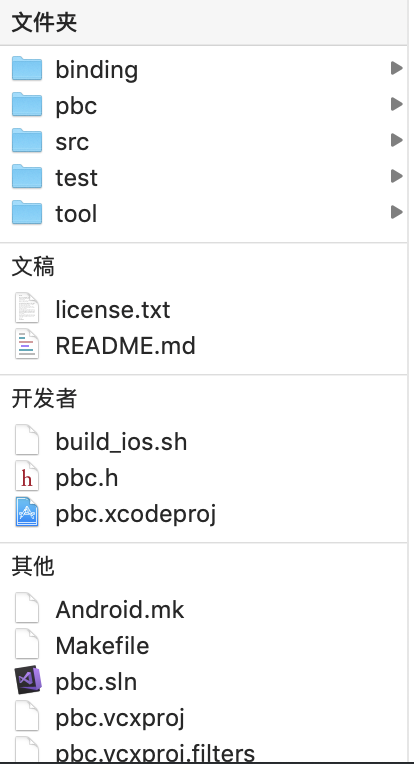 文件夹
binding
pbc
src
test
tool
文稿
license.txt
README.md
开发者
build_ios.sh
pbc.h
pbc.xcodeproj
其他
Android.mk
Makefile
pbc.sln
pbc.vcxproj
pbc.vcxproj.filters